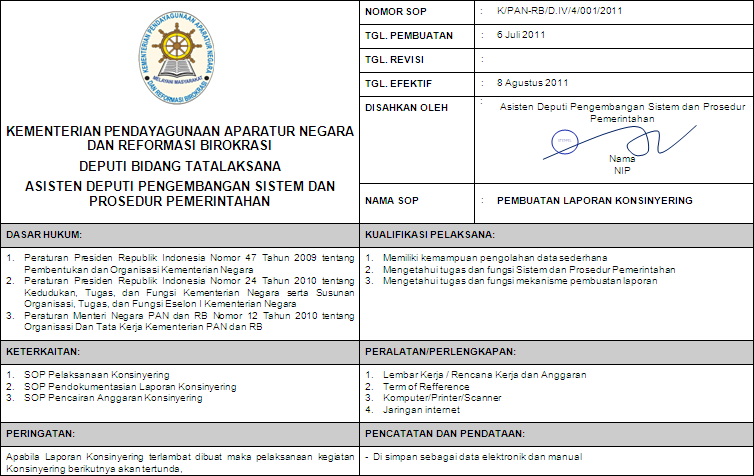 KEMENTERIAN PENDAYAGUNAAN APARATUR NEGARA
DAN REFORMASI BIROKRASI
MELAYANI MASYARAKAT
KEMENTERIAN PENDAYAGUNAAN APARATUR NEGARA
DAN REFORMASI BIROKRASI
DEPUTI BIDANG TATALAKSANA
ASISTEN DEPUTI PENGEMBANGAN SISTEM DAN
PROSEDUR PEMERINTAHAN
NOMOR SOP : K/PAN-RB/D.IV/4/001/2011
TGL. PEMBUATAN : 6 Juli 2011
TGL. REVISI :
TGL. EFEKTIF : 8 Agustus 2011
DISAHKAN OLEH : Asisten Deputi Pengembangan Sistem dan Prosedur
Pemerintahan
Nama
NIP
NAMA SOP : PEMBUATAN LAPORAN KONSINYERING
DASAR HUKUM:
1. Peraturan Presiden Republik Indonesia Nomor 47 Tahun 2009 tentang
Pembentukan dan Organisasi Kementerian Negara
2. Peraturan Presiden Republik Indonesia Nomor 24 Tahun 2010 tentang
Kedudukan, Tugas, dan Fungsi Kementerian Negara serta Susunan
Organisasi, Tugas, dan Fungsi Eselon I Kementerian Negara
3. Peraturan Menteri Negara PAN dan RB Nomor 12 Tahun 2010 tentang
Organisasi Dan Tata Kerja Kementerian PAN dan RB
KUALIFIKASI PELAKSANA:
1. Memiliki kemampuan pengolahan data sederhana
2. Mengetahui tugas dan fungsi Sistem dan Prosedur Pemerintahan
3. Mengetahui tugas dan fungsi mekanisme pembuatan laporan
KETERKAITAN:
1. SOP Pelaksanaan Konsinyering
2. SOP Pendokumentasian Laporan Konsinyering
3. SOP Pencairan Anggaran Konsinyering
PERALATAN/PERLENGKAPAN:
1. Lembar Kerja / Rencana Kerja dan Anggaran
2. Term of Refference
3. Komputer/Printer/Scanner
4. Jaringan internet
PERINGATAN:
Apabila Laporan Konsinyering terlambat dibuat maka pelaksanaan kegiatan
Konsinyering berikutnya akan tertunda,
PENCATATAN DAN PENDATAAN:
- Di simpan sebagai data elektronik dan manual